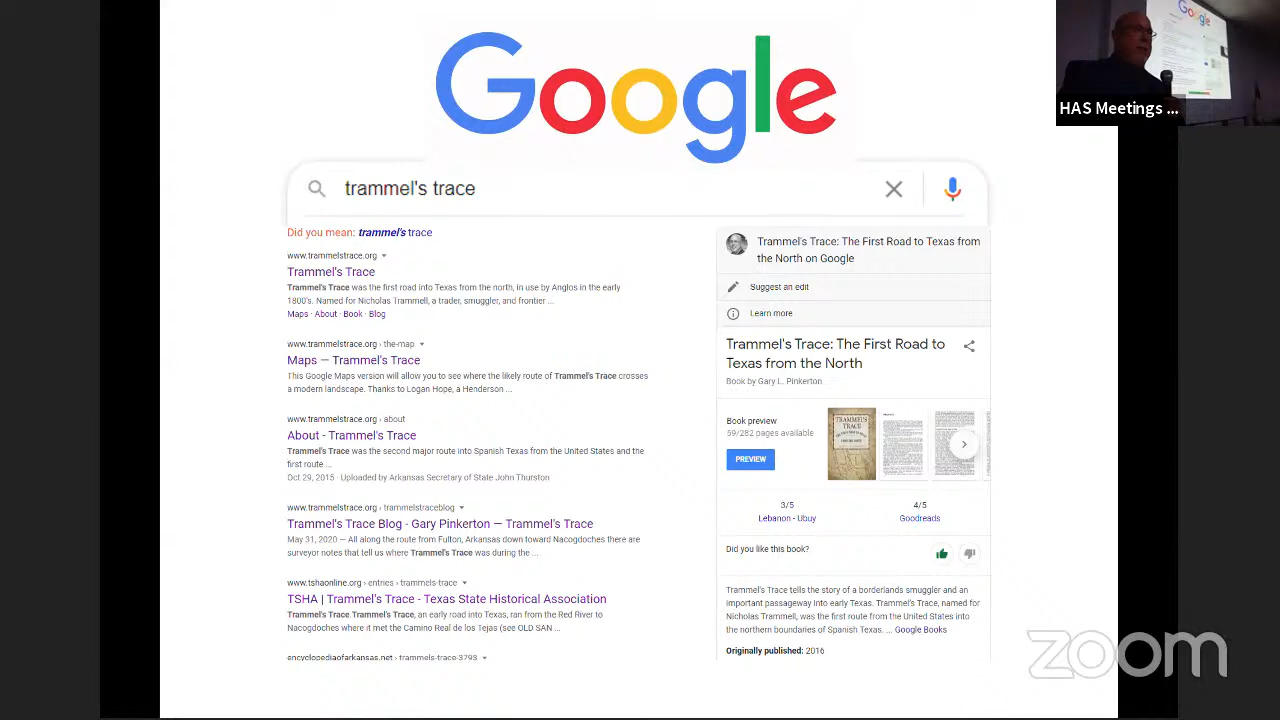 Google
HAS Meetings ...
trammel's trace
Did you mean: trammel's trace
www.trammelstrace.org
Trammel's Trace
Trammel's Trace was the first road into Texas from the north, in use by Anglos in the early
1800's. Named for Nicholas Trammell, a trader, smuggler, and frontier ...
Maps · About · Book · Blog
www.trammelstrace.org › the-map
Maps — Trammel's Trace
This Google Maps version will allow you to see where the likely route of Trammel's Trace crosses
a modern landscape. Thanks to Logan Hope, a Henderson ...
www.trammelstrace.org › about
About - Trammel's Trace
Trammel's Trace was the second major route into Spanish Texas from the United States and the
first route ...
Oct 29, 2015 · Uploaded by Arkansas Secretary of State John Thurston
www.trammelstrace.org › trammelstraceblog
Trammel's Trace Blog - Gary Pinkerton — Trammel's Trace
May 31, 2020 — All along the route from Fulton, Arkansas down toward Nacogdoches there are
surveyor notes that tell us where Trammel's Trace was during the ...
www.tshaonline.org › entries › trammels-trace
TSHA | Trammel's Trace - Texas State Historical Association
Trammel's Trace.Trammel's Trace, an early road into Texas, ran from the Red River to
Nacogdoches where it met the Camino Real de los Tejas (see OLD SAN ...
encyclopediaofarkansas.net › trammels-trace-3793
Trammel's Trace: The First Road to Texas from
the North on Google
Suggest an edit
Learn more
Trammel's Trace: The First Road to
Texas from the North
Book by Gary L. Pinkerton
Book preview
59/282 pages available
PREVIEW
TRAMMEL'S
TRACE
3/5
Lebanon - Ubuy
4/5
Goodreads
Did you like this book?
Trammel's Trace tells the story of a borderlands smuggler and an
important passageway into early Texas. Trammel's Trace, named for
Nicholas Trammell, was the first route from the United States into
the northern boundaries of Spanish Texas. ... Google Books
Originally published: 2016
zoom